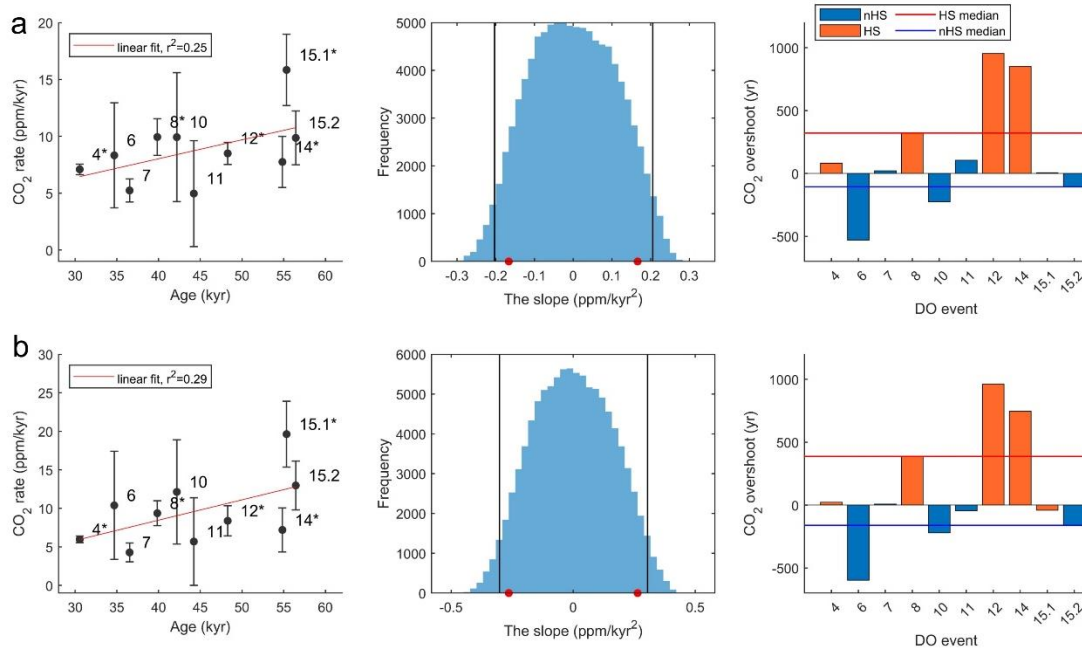 a
20
15
10
5
0
CO2 rate (ppm/kyr)
linear fit, r2=0.25
4*
6
7
8*
10
11
12*
14*
15.1*
15.2
30 35 40 45 50 55 60
Age (kyr)
5000
4000
3000
2000
1000
0
Frequency
-0.3 -0.2 -0.1 0 0.1 0.2 0.3
The slope (ppm/kyr2)
nHS HS median
HS nHS median
1000
500
0
-500
CO2 overshoot (yr)
4 6 7 8 10 11 12 14 15.1 15.2
DO event
b
30
25
20
15
10
5
0
CO2 rate (ppm/kyr)
linear fit, r2=0.29
4*
6
7
8*
10
11
12*
14*
15.1*
15.2
30 35 40 45 50 55 60
Age (kyr)
6000
5000
4000
3000
2000
1000
0
Frequency
-0.5 0 0.5
The slope (ppm/kyr2)
1000
500
0
-500
CO2 overshoot (yr)
4 6 7 8 10 11 12 14 15.1 15.2
DO event